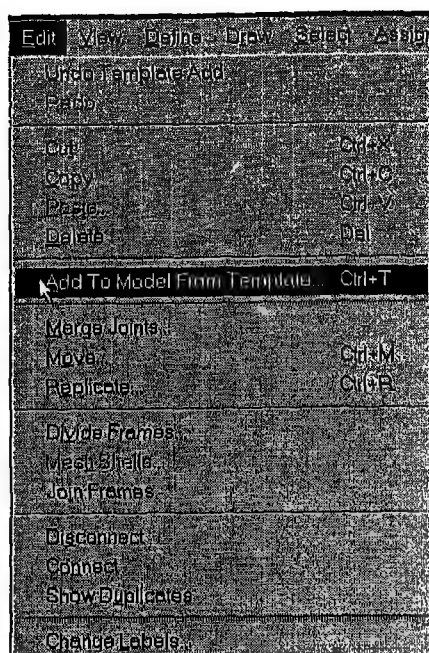 Edit View Define Draw Select Assign
Undo Template Add
Redo
Cut Ctrl+X
Copy Ctrl+C
Paste... Ctrl+V
Delete Del
Add To Model From Template... Ctrl+T
Merge Joints...
Move... Ctrl+M
Replicate... Ctrl+R
Divide Frames...
Mesh Shells...
Join Frames
Disconnect
Connect
Show Duplicates
Change Labels...